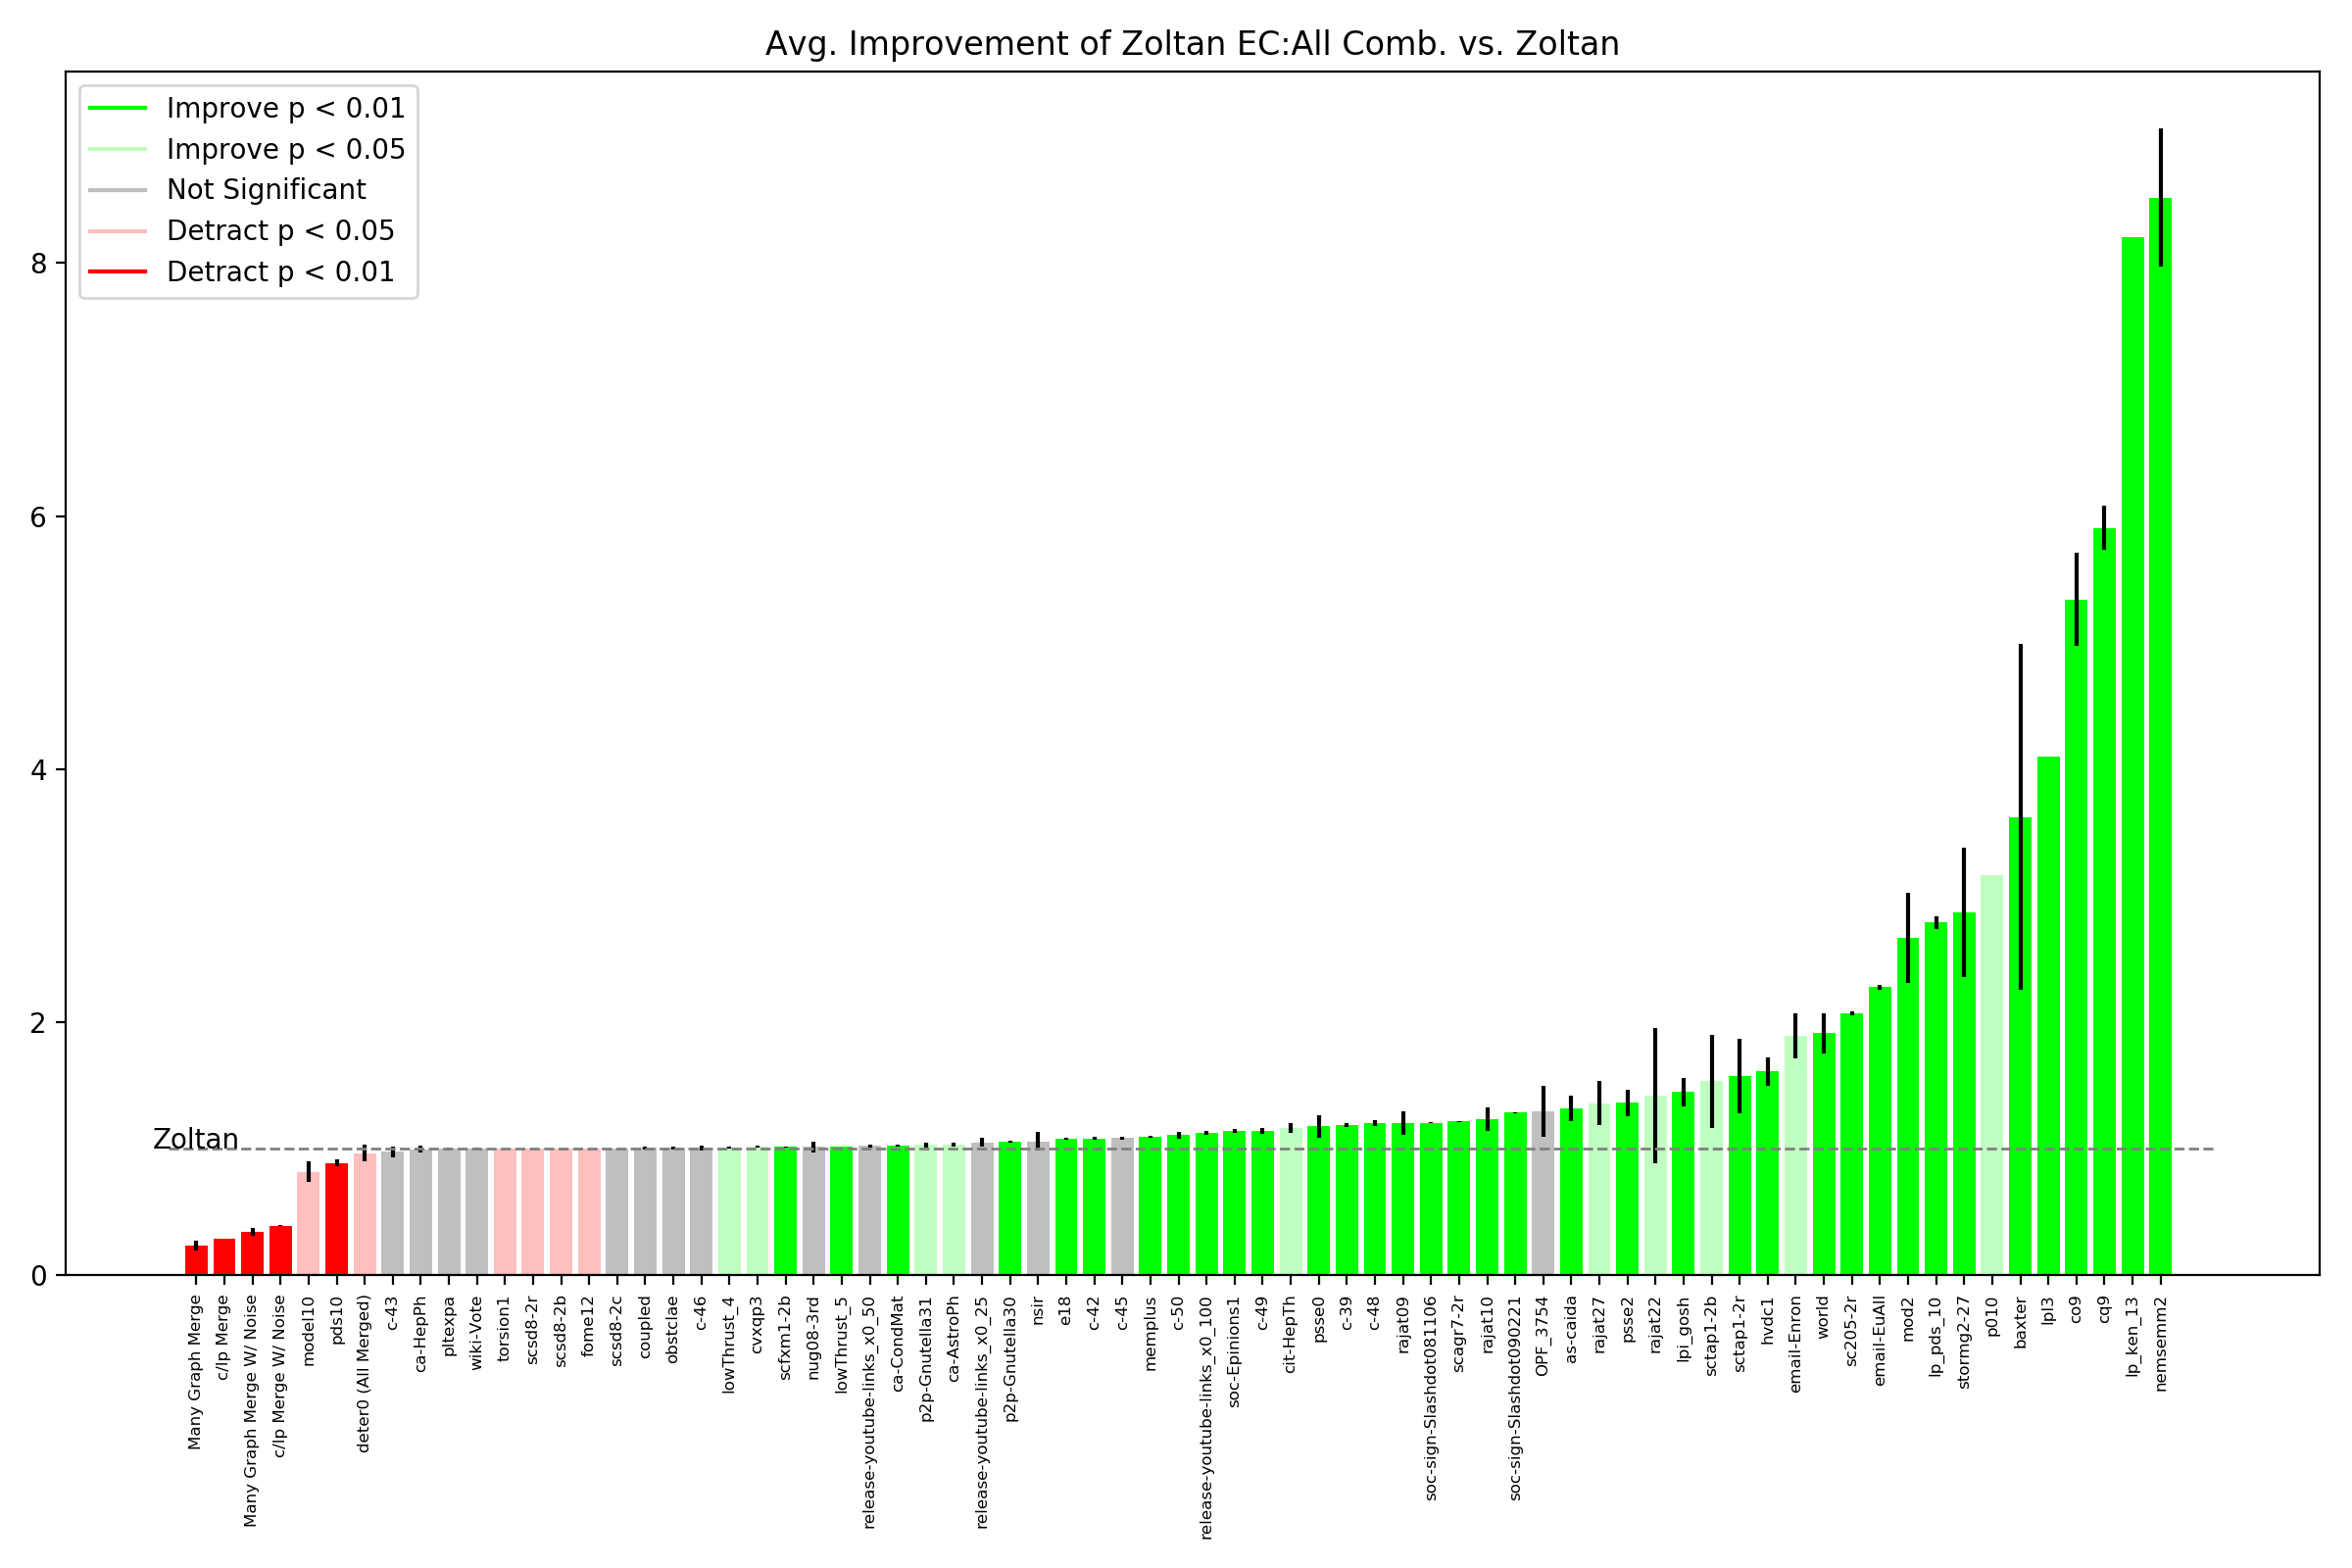 Avg. Improvement of Zoltan EC:All Comb. vs. Zoltan
Improve p < 0.01
Improve p < 0.05
Not Significant
Detract p < 0.05
Detract p < 0.01
8
6
4
2
0
Zoltan
Many Graph Merge
c/lp Merge
Many Graph Merge W/ Noise
c/lp Merge W/ Noise
model10
pds10
deter0 (All Merged)
c-43
ca-HepPh
pltexpa
wiki-Vote
torsion1
scsd8-2r
scsd8-2b
fome12
scsd8-2c
coupled
obstclae
c-46
lowThrust_4
cvxqp3
scfxm1-2b
nug08-3rd
lowThrust_5
release-youtube-links_x0_50
ca-CondMat
p2p-Gnutella31
ca-AstroPh
release-youtube-links_x0_25
p2p-Gnutella30
nsir
e18
c-42
c-45
memplus
c-50
release-youtube-links_x0_100
soc-Epinions1
c-49
cit-HepTh
psse0
c-39
c-48
rajat09
soc-sign-Slashdot081106
scagr7-2r
rajat10
soc-sign-Slashdot090221
OPF_3754
as-caida
rajat27
psse2
rajat22
lpi_gosh
sctap1-2b
sctap1-2r
hvdc1
email-Enron
world
sc205-2r
email-EuAll
mod2
lp_pds_10
stormg2-27
p010
baxter
lpl3
co9
cq9
lp_ken_13
nemsemm2